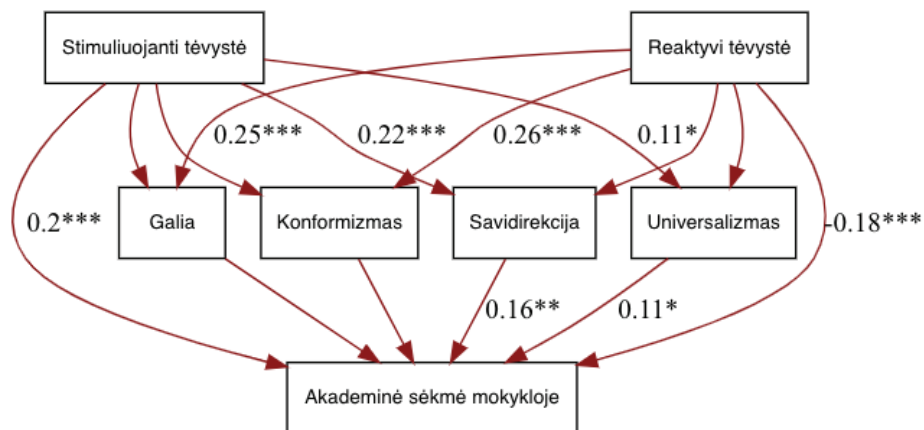 Stimuliuojanti tėvystė
Reaktyvi tėvystė
0.25***
0.22***
0.26***
0.11*
0.2***
Galia
Konformizmas
Savidirekcija
Universalizmas
-0.18***
0.16**
0.11*
Akademinė sėkmė mokykloje